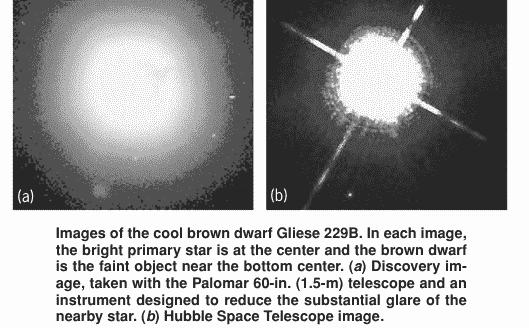 (a)
(b)
Images of the cool brown dwarf Gliese 229B. In each image,
the bright primary star is at the center and the brown dwarf
is the faint object near the bottom center. (a) Discovery im-
age, taken with the Palomar 60-in. (1.5-m) telescope and an
instrument designed to reduce the substantial glare of the
nearby star. (b) Hubble Space Telescope image.